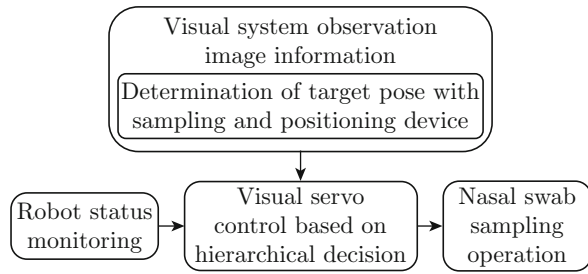 Visual system observation
image information
Determination of target pose with
sampling and positioning device
Robot status
monitoring
Visual servo
control based on
hierarchical decision
Nasal swab
sampling
operation